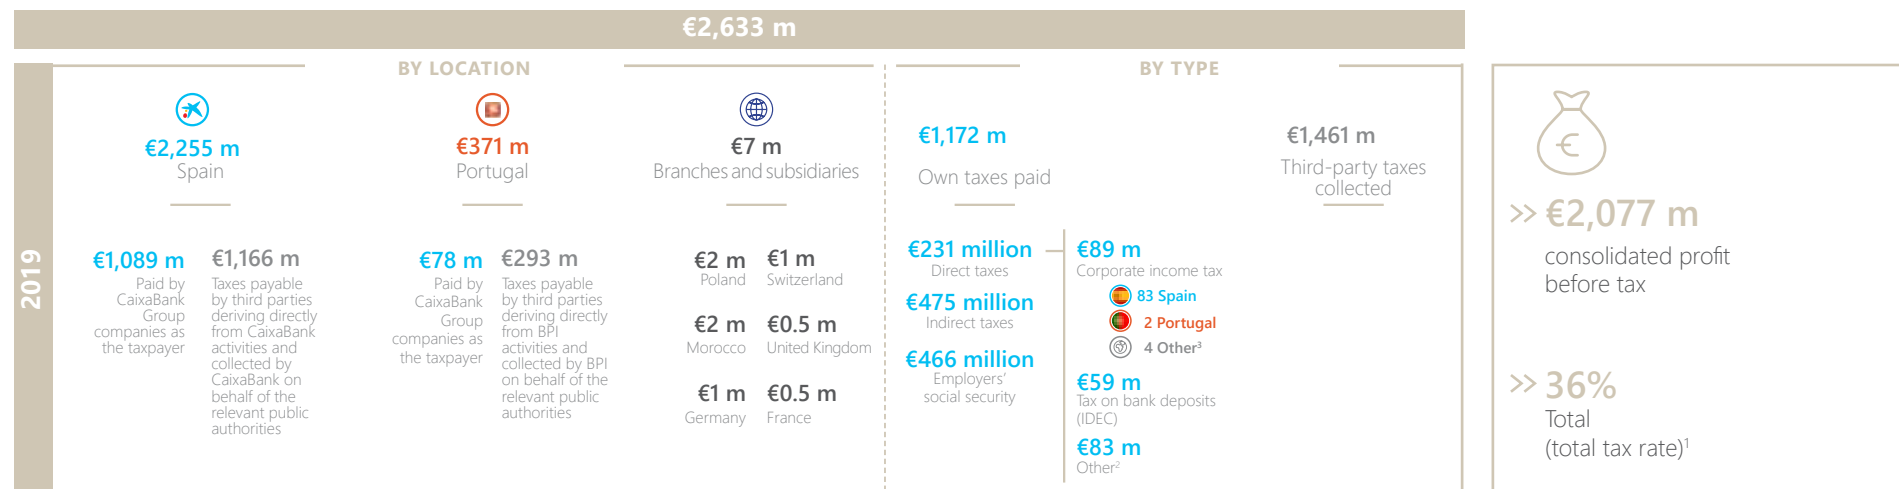 €2,633 m
2019
BY LOCATION
€2,255 m
Spain
€1,089 m
Paid by
CaixaBank
Group
companies as
the taxpayer
€1,166 m
Taxes payable
by third parties
deriving directly
from CaixaBank
activities and
collected by
CaixaBank on
behalf of the
relevant public
authorities
€371 m
Portugal
€78 m
Paid by
CaixaBank
Group
companies as
the taxpayer
€293 m
Taxes payable
by third parties
deriving directly
from BPI
activities and
collected by BPI
on behalf of the
relevant public
authorities
€7 m
Branches and subsidiaries
€2 m
Poland
€1 m
Switzerland
€2 m
Morocco
€0.5 m
United Kingdom
€1 m
Germany
€0.5 m
France
BY TYPE
€1,172 m
Own taxes paid
€231 million
Direct taxes
€475 million
Indirect taxes
€466 million
Employers’
social security
€89 m
Corporate income tax
83 Spain
2 Portugal
4 Other³
€59 m
Tax on bank deposits
(IDEC)
€83 m
Other²
€1,461 m
Third-party taxes
collected
€
>> €2,077 m
consolidated profit
before tax
>> 36%
Total
(total tax rate)¹